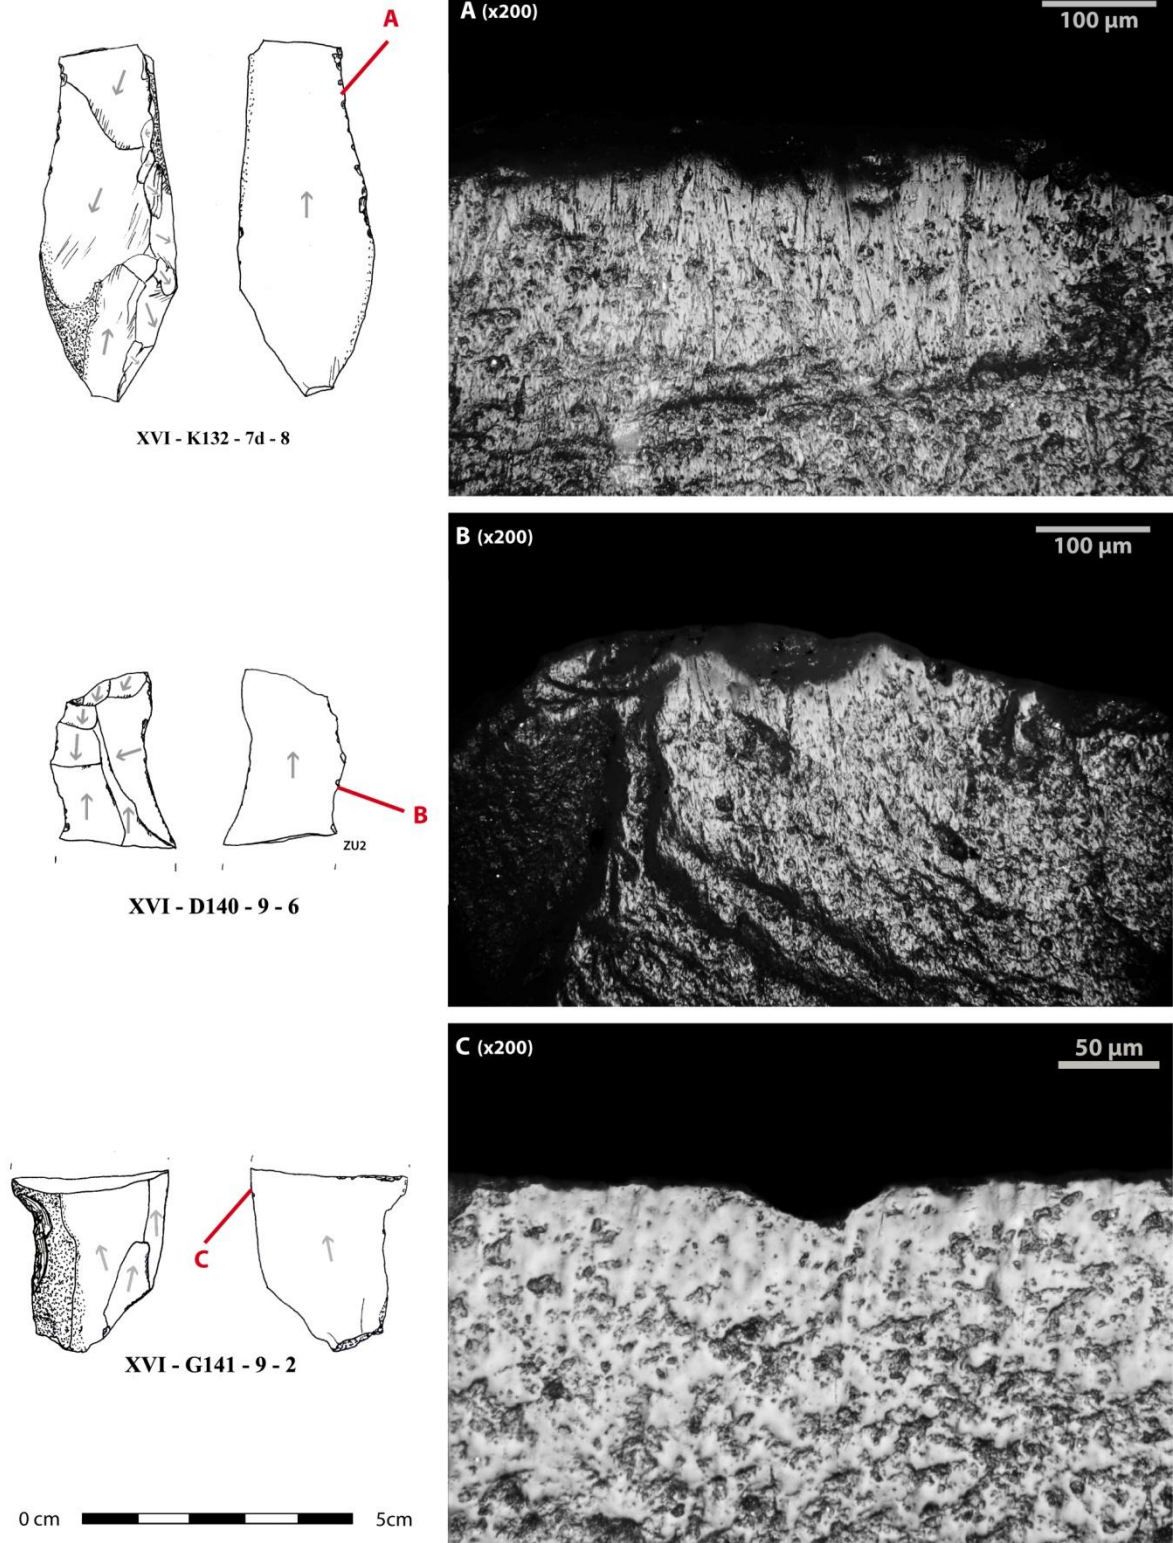 A
A (x200)
100 µm
XVI - K132 - 7d - 8
B (x200)
100 µm
B
ZU2
XVI - D140 - 9 - 6
C (x200)
50 µm
C
XVI - G141 - 9 - 2
0 cm
5cm